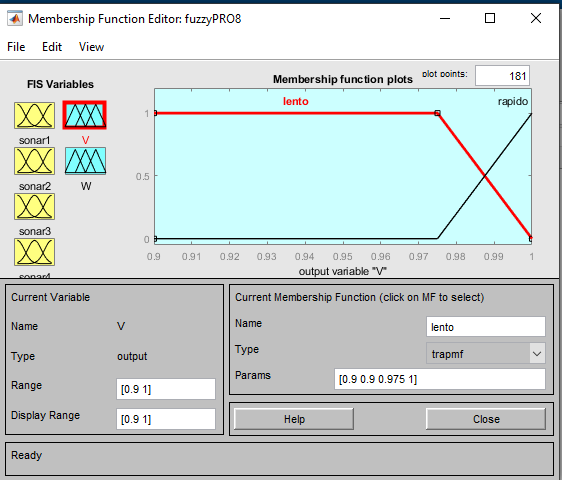 Membership Function Editor: fuzzyPRO8
File Edit View
FIS Variables
Membership function plots
plot points: 181
sonar1
V
sonar2
W
sonar3
lento
rapido
1
0.5
0
0.9 0.91 0.92 0.93 0.94 0.95 0.96 0.97 0.98 0.99 1
output variable "V"
Current Variable
Name V
Type output
Range [0.9 1]
Display Range [0.9 1]
Current Membership Function (click on MF to select)
Name lento
Type trapmf
Params [0.9 0.9 0.975 1]
Help Close
Ready